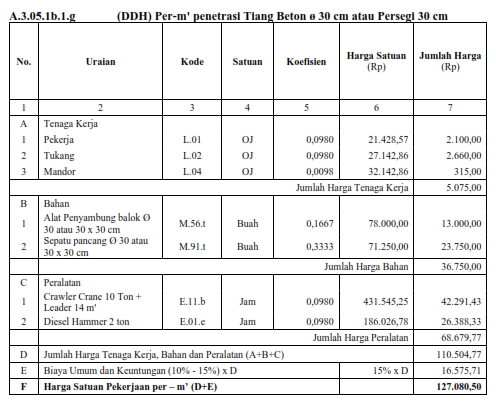 A.3.05.1b.1.g (DDH) Per-m' penetrasi Tiang Beton ø 30 cm atau Persegi 30 cm
No. Uraian Kode Satuan Koefisien Harga Satuan (Rp) Jumlah Harga (Rp)
1 2 3 4 5 6 7
A Tenaga Kerja
1 Pekerja L.01 OJ 0,0980 21.428,57 2.100,00
2 Tukang L.02 OJ 0,0980 27.142,86 2.660,00
3 Mandor L.04 OJ 0,0098 32.142,86 315,00
Jumlah Harga Tenaga Kerja 5.075,00
B Bahan
1 Alat Penyambung balok Ø 30 atau 30 x 30 cm M.56.t Buah 0,1667 78.000,00 13.000,00
2 Sepatu pancang Ø 30 atau 30 x 30 cm M.91.t Buah 0,3333 71.250,00 23.750,00
Jumlah Harga Bahan 36.750,00
C Peralatan
1 Crawler Crane 10 Ton + Leader 14 m' E.11.b Jam 0,0980 431.545,25 42.291,43
2 Diesel Hammer 2 ton E.01.e Jam 0,0980 186.026,78 26.388,33
Jumlah Harga Peralatan 68.679,77
D Jumlah Harga Tenaga Kerja, Bahan dan Peralatan (A+B+C) 110.504,77
E Biaya Umum dan Keuntungan (10% - 15%) x D 15% x D 16.575,71
F Harga Satuan Pekerjaan per – m’ (D+E) 127.080,50